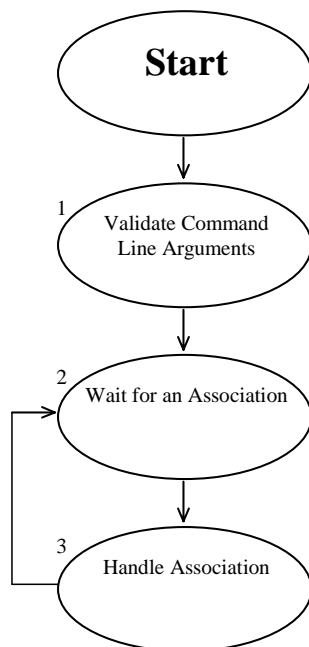 Start
1
Validate Command
Line Arguments
2
Wait for an Association
3
Handle Association